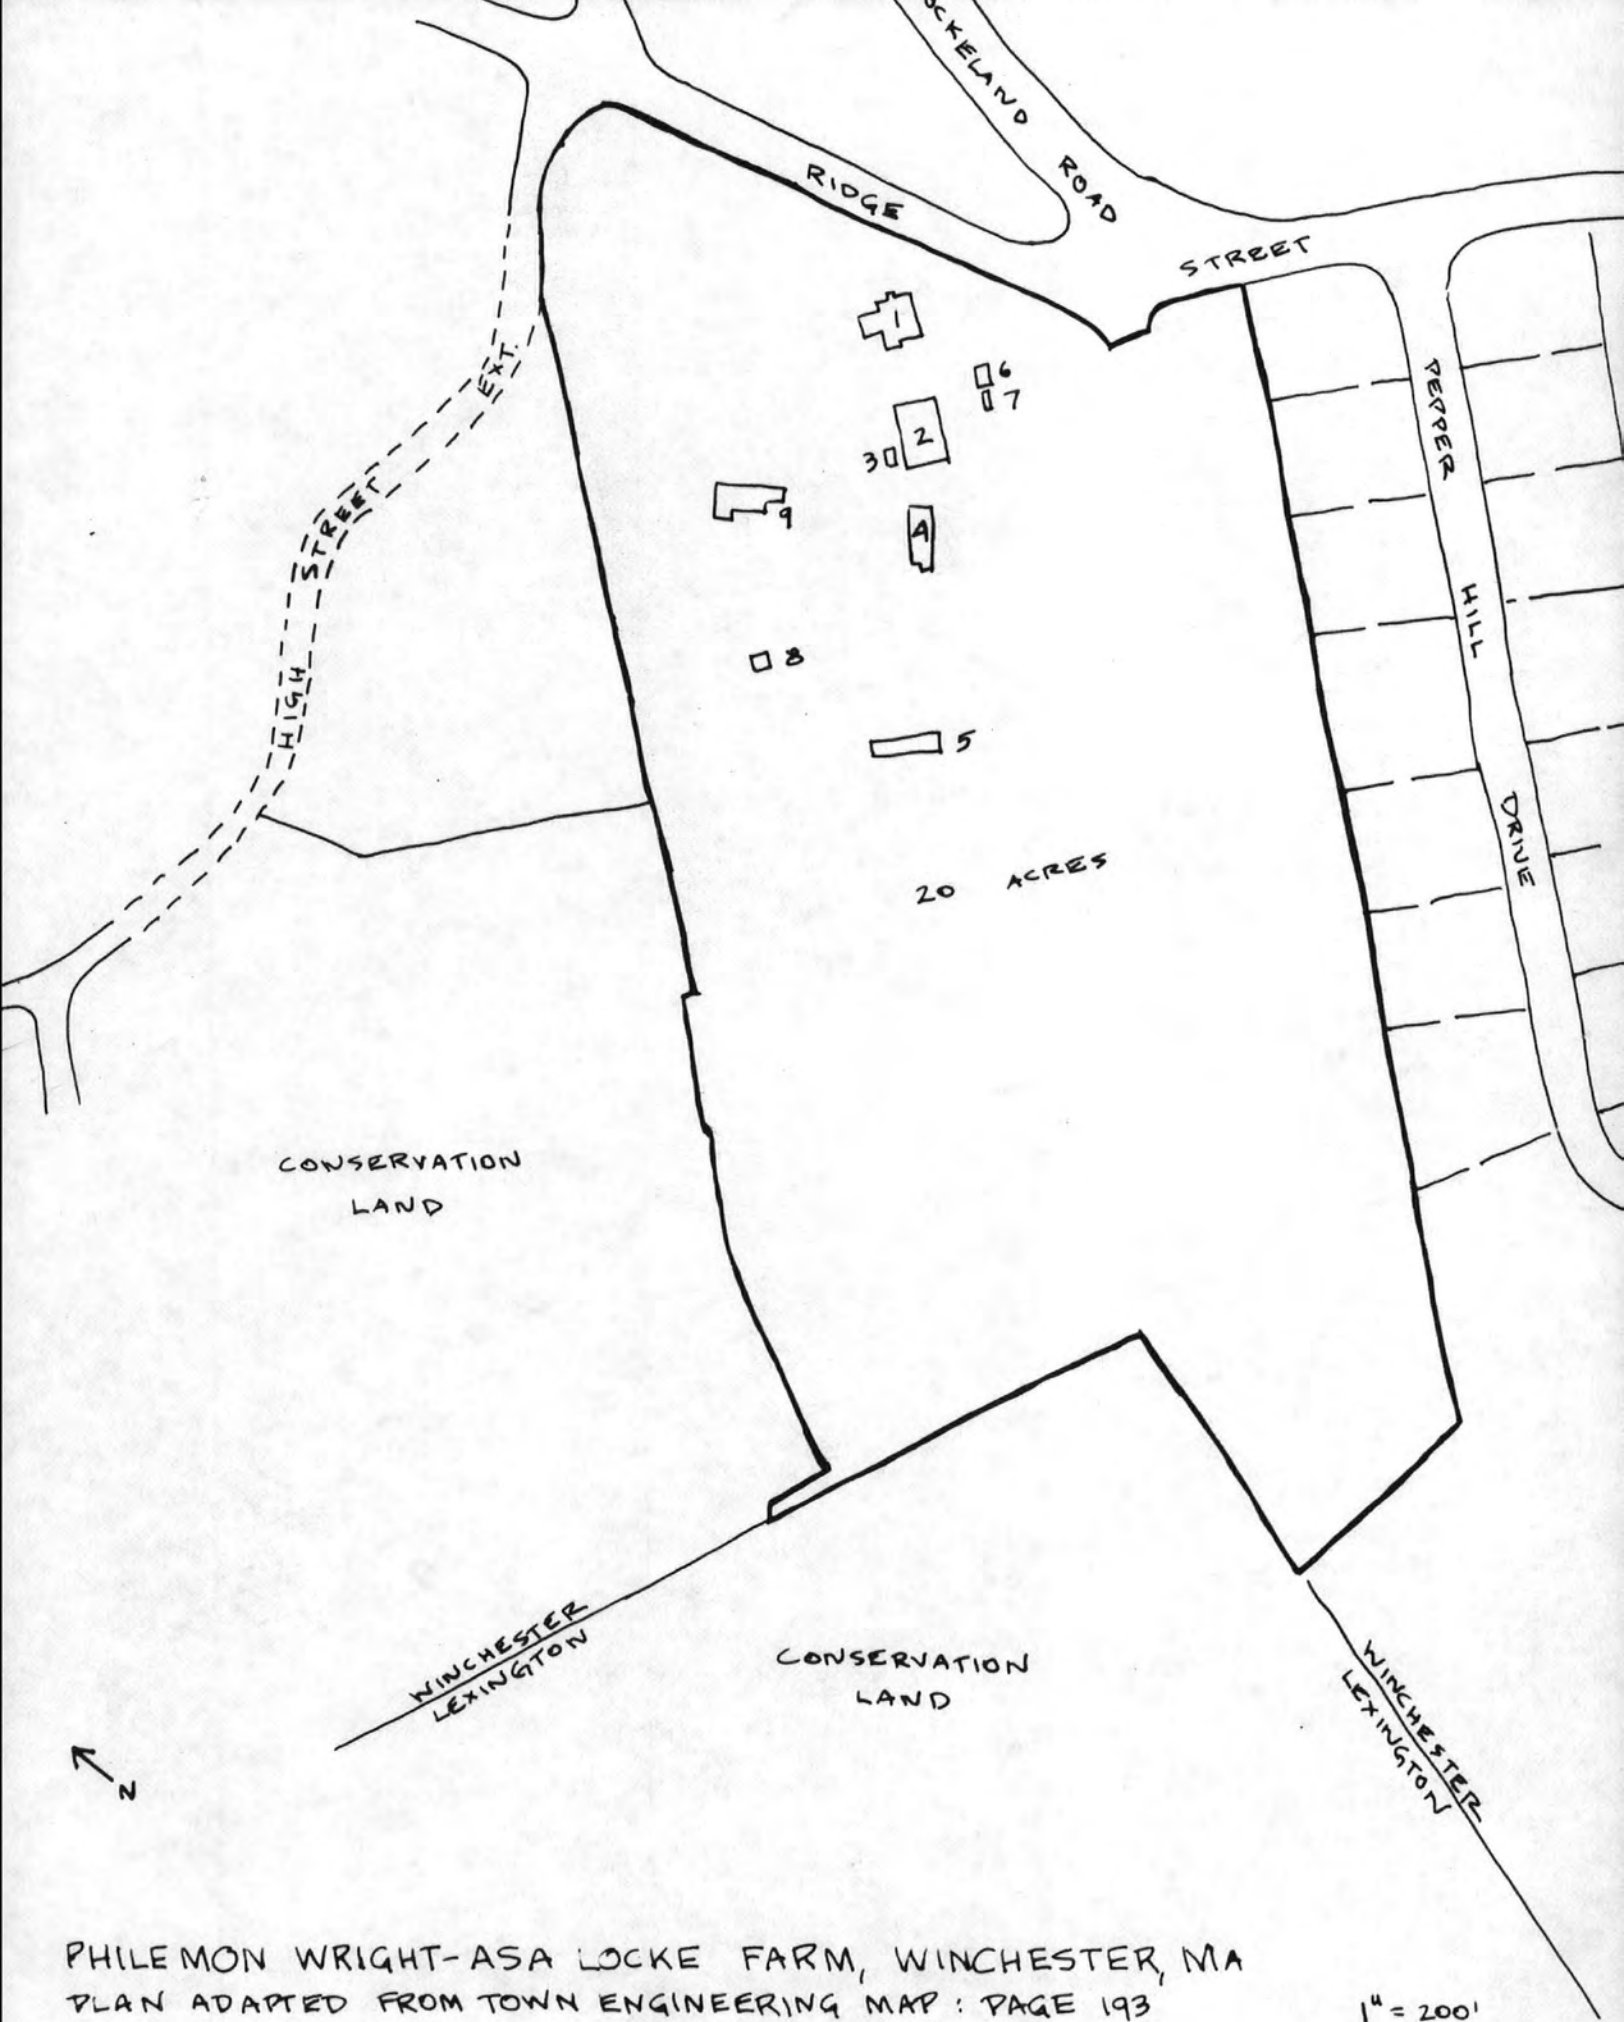 OCKELAND ROAD
RIDGE STREET
1
6
7
2
3
PEPPER HILL DRIVE
HIGH STREET EXT.
9
4
8
5
20 ACRES
CONSERVATION
LAND
WINCHESTER
LEXINGTON
CONSERVATION
LAND
WINCHESTER
LEXINGTON
N
PHILEMON WRIGHT-ASA LOCKE FARM, WINCHESTER, MA
PLAN ADAPTED FROM TOWN ENGINEERING MAP: PAGE 193
1" = 200'